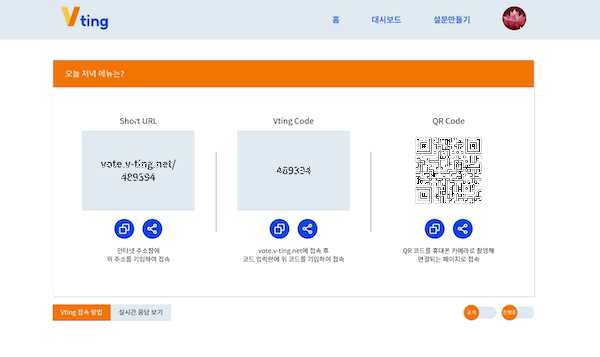 Vting
홈 대시보드 설문만들기
오늘 저녁 메뉴는?
Short URL
vote.v-ting.net/
489394
인터넷 주소창에
위 주소를 기입하여 접속
Vting Code
489394
vote.v-ting.net에 접속 후
코드 입력란에 위 코드를 기입하여 접속
QR Code
QR 코드를 휴대폰 카메라로 촬영해
연결되는 페이지로 접속
Vting 접속 방법 실시간 응답 보기
공개 진행중